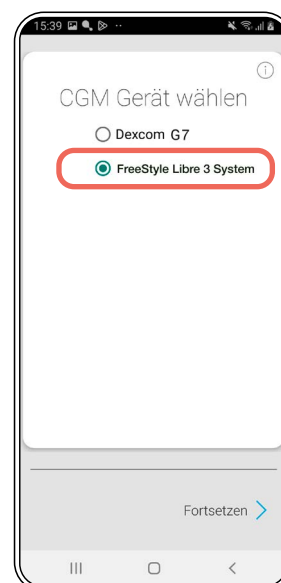 15:39
CGM Gerät wählen
Dexcom G7
FreeStyle Libre 3 System
Fortsetzen